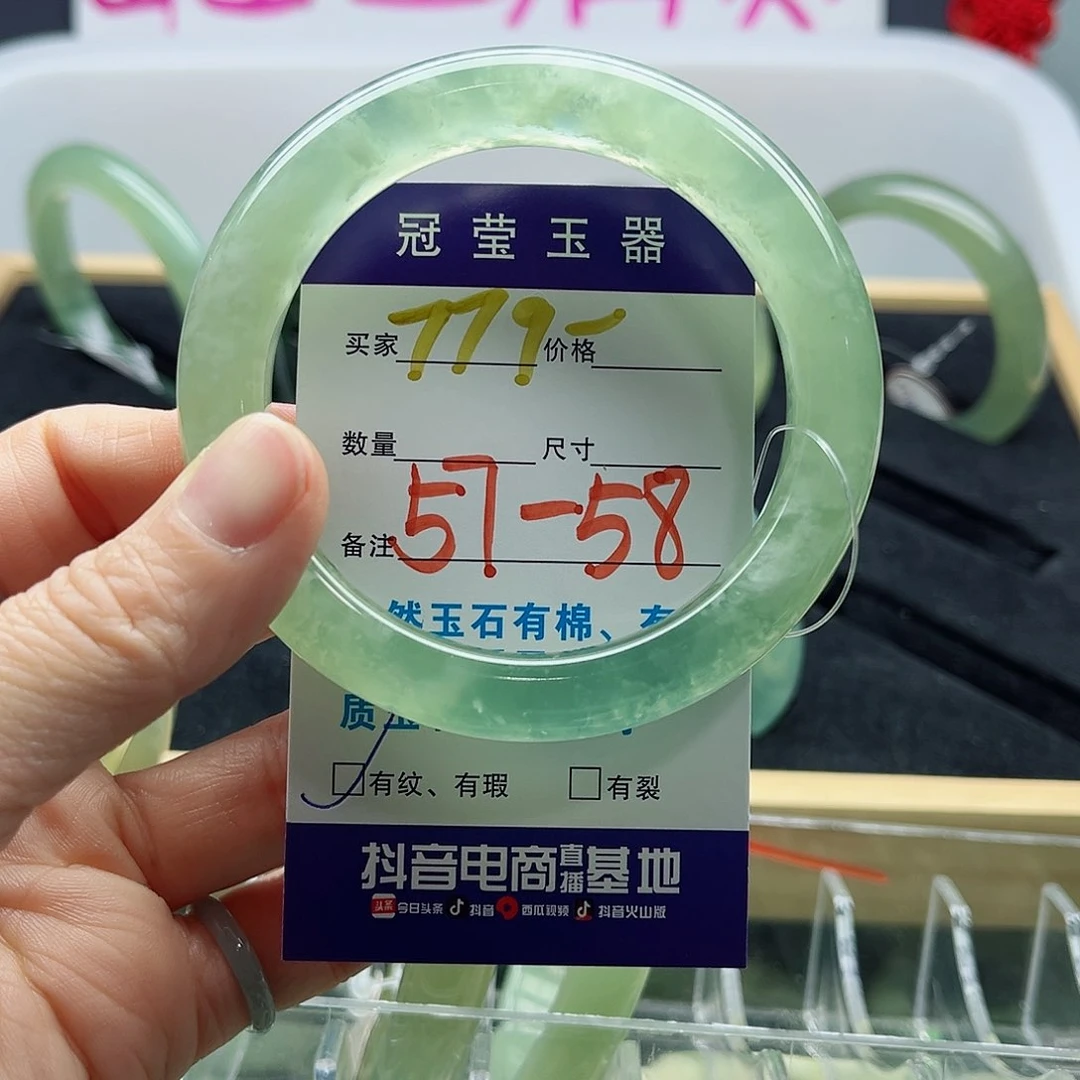 冠莹玉器
买家 779- 价格
数量 尺寸
57-58
备注
然玉石有棉、有
质
有纹、有瑕 有裂
抖音电商直播基地
头条 今日头条 抖音 西瓜视频 抖音火山版